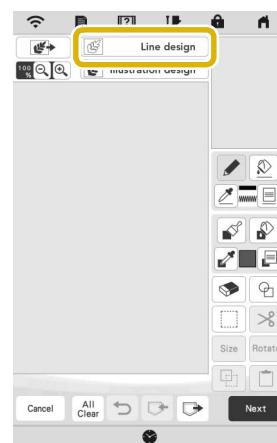 Line design
100 %
Illustration design
Size Rotate
Cancel All Clear Next